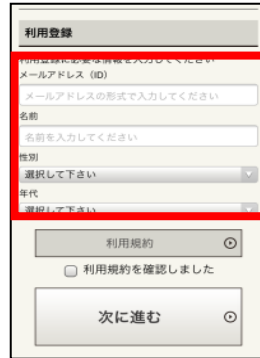 利用登録
利用登録に必要な情報を入力してください
メールアドレス（ID）
メールアドレスの形式で入力してください
名前
名前を入力してください
性別
選択して下さい
年代
選択して下さい
利用規約
利用規約を確認しました
次に進む